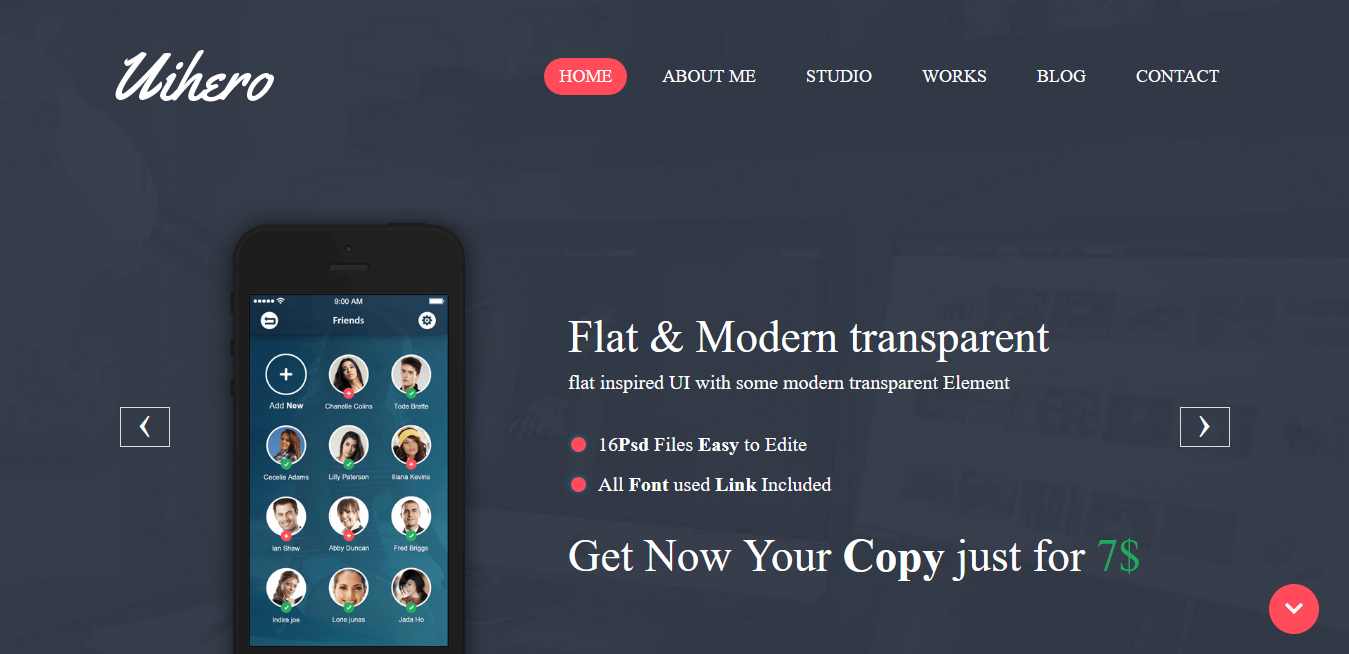 Uihero
HOME ABOUT ME STUDIO WORKS BLOG CONTACT
9:00 AM
Friends
Add Now Chanelle Colins Tode Bratte
Cecelia Adams Lilly Paterson Iliana Kevins
Ian Shaw Abby Duncan Fred Briggs
Indira joe Lorie junas Jada Ho
Flat & Modern transparent
flat inspired UI with some modern transparent Element
16Psd Files Easy to Edite
All Font used Link Included
Get Now Your Copy just for 7$